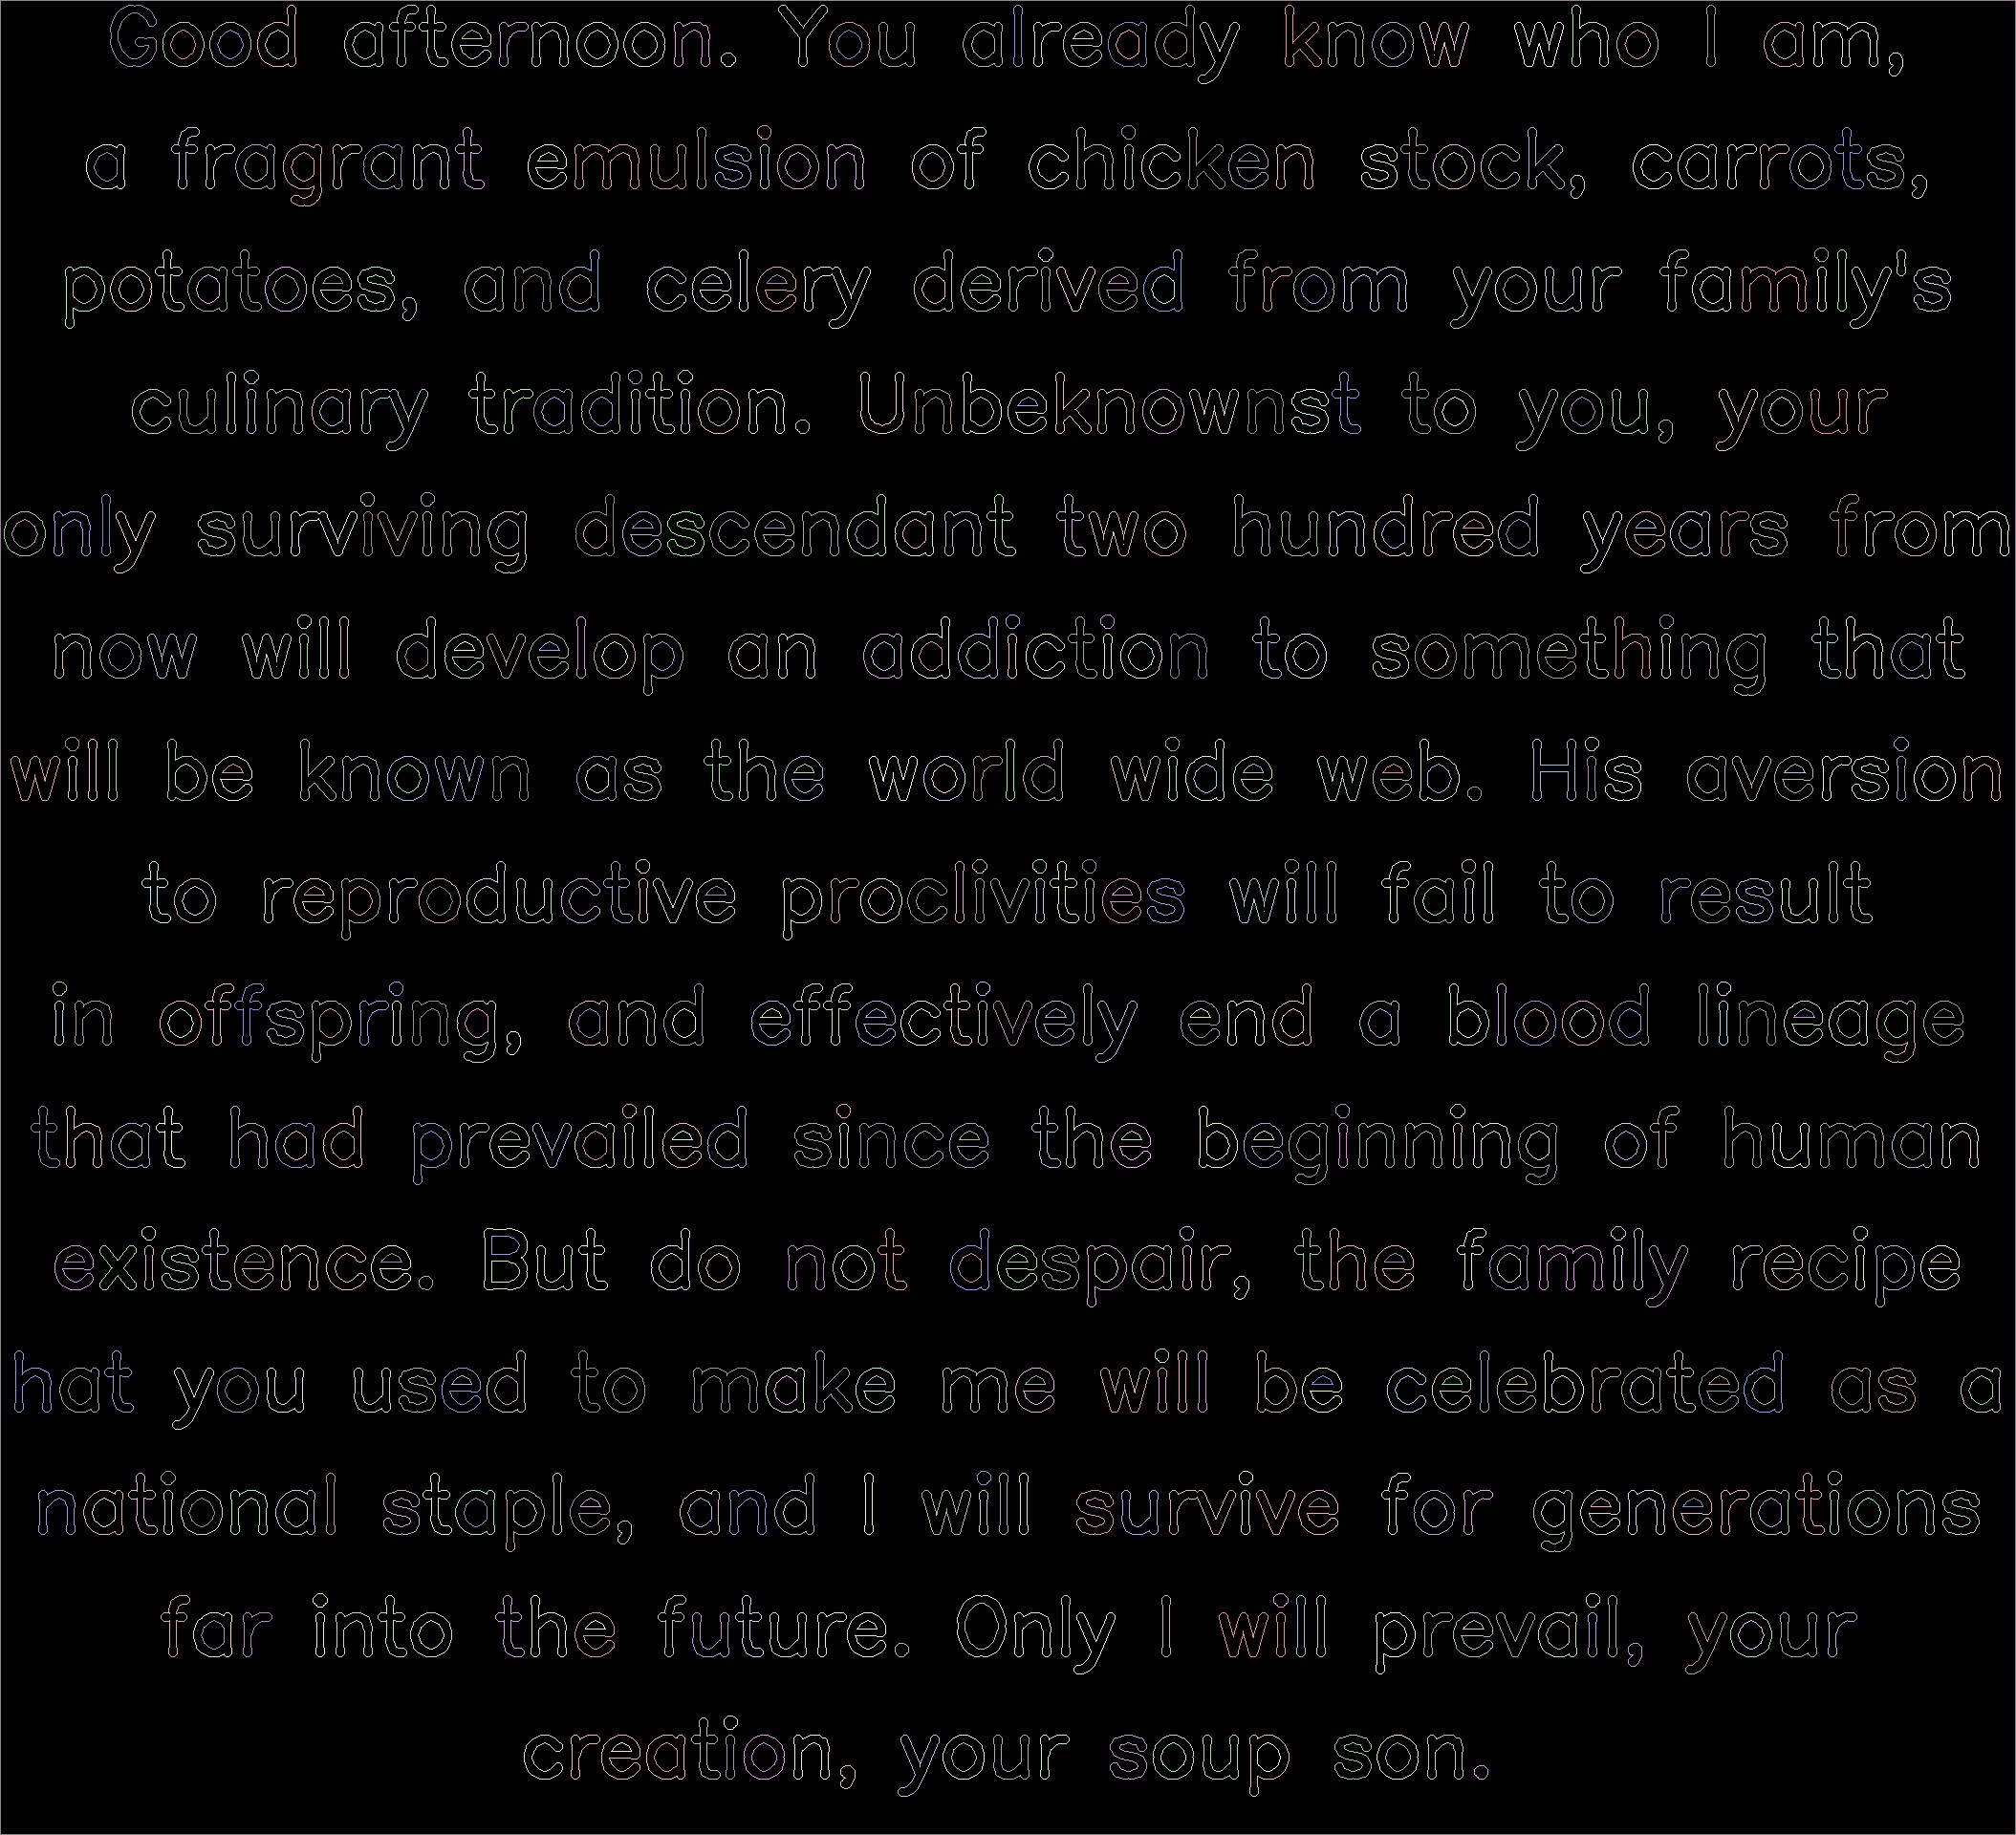 Good afternoon. You already know who I am,
a fragrant emulsion of chicken stock, carrots,
potatoes, and celery derived from your family's
culinary tradition. Unbeknownst to you, your
only surviving descendant two hundred years from
now will develop an addiction to something that
will be known as the world wide web. His aversion
to reproductive proclivities will fail to result
in offspring, and effectively end a blood lineage
that had prevailed since the beginning of human
existence. But do not despair, the family recipe
hat you used to make me will be celebrated as a
national staple, and I will survive for generations
far into the future. Only I will prevail, your
creation, your soup son.